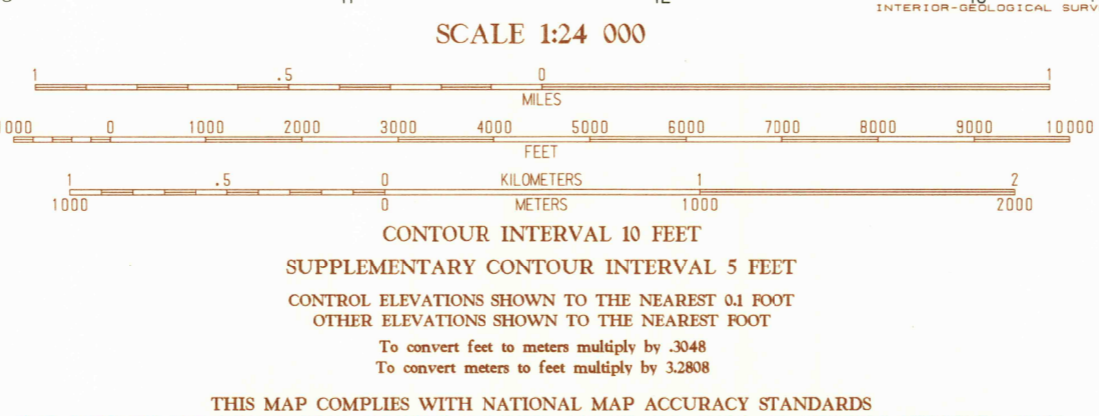 INTERIOR-GEOLOGICAL SURV
SCALE 1:24 000
1 .5 0 1
MILES
1000 0 1000 2000 3000 4000 5000 6000 7000 8000 9000 10000
FEET
1 .5 0 KILOMETERS 1 2
1000 0 METERS 1000 2000
CONTOUR INTERVAL 10 FEET
SUPPLEMENTARY CONTOUR INTERVAL 5 FEET
CONTROL ELEVATIONS SHOWN TO THE NEAREST 0.1 FOOT
OTHER ELEVATIONS SHOWN TO THE NEAREST FOOT
To convert feet to meters multiply by .3048
To convert meters to feet multiply by 3.2808
THIS MAP COMPLIES WITH NATIONAL MAP ACCURACY STANDARDS